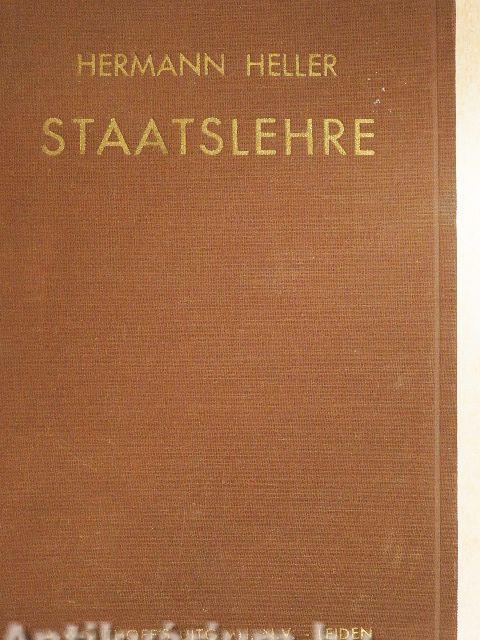 HERMANN HELLER
STAATSLEHRE
N.V. - LEIDEN